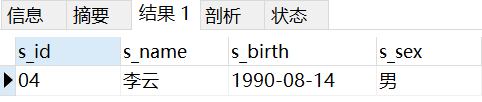 信息 摘要 结果 1 剖析 状态
s_id s_name s_birth s_sex
04 李云 1990-08-14 男